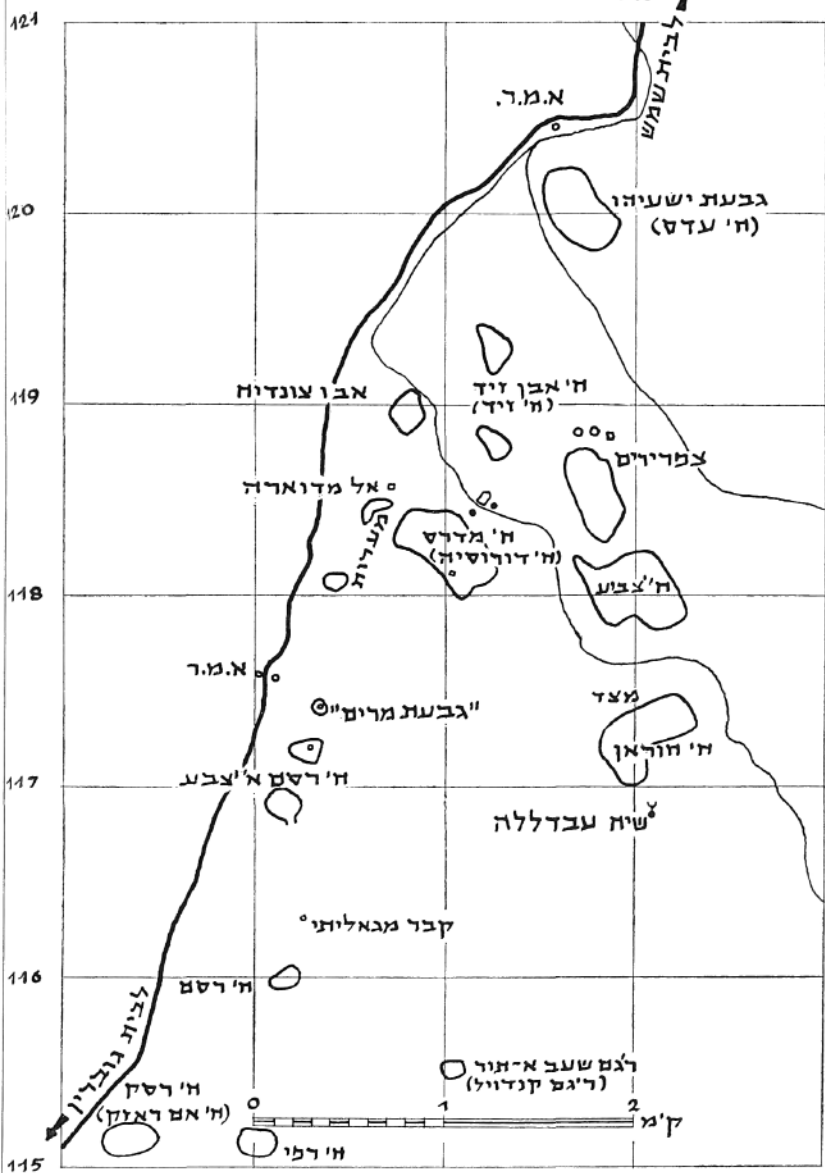 121
לבית שמש
א.מ.ר.
120
גבעת ישעיהו
(ח' עדס)
119
אבו צונדיח
ח' אבן זיד
(ח' זיד)
צפרירים
אל מדוארה
מערות
ח' מדרס
(ח' דורוסיה)
118
ח' צביע
א.מ.ר
מצד
"גבעת מרים"
ח' חוראן
117
ח' רסם א' צבע
שיח עבדללה
קבר מגאליתי
116
ח' רסם
לבית גוברין
רג'ם שעב א-תור
(רג'ם קנדויל)
ח' רסק
(ח' אם ראזק)
0 1 2
ק'מ
115
ח' רפי